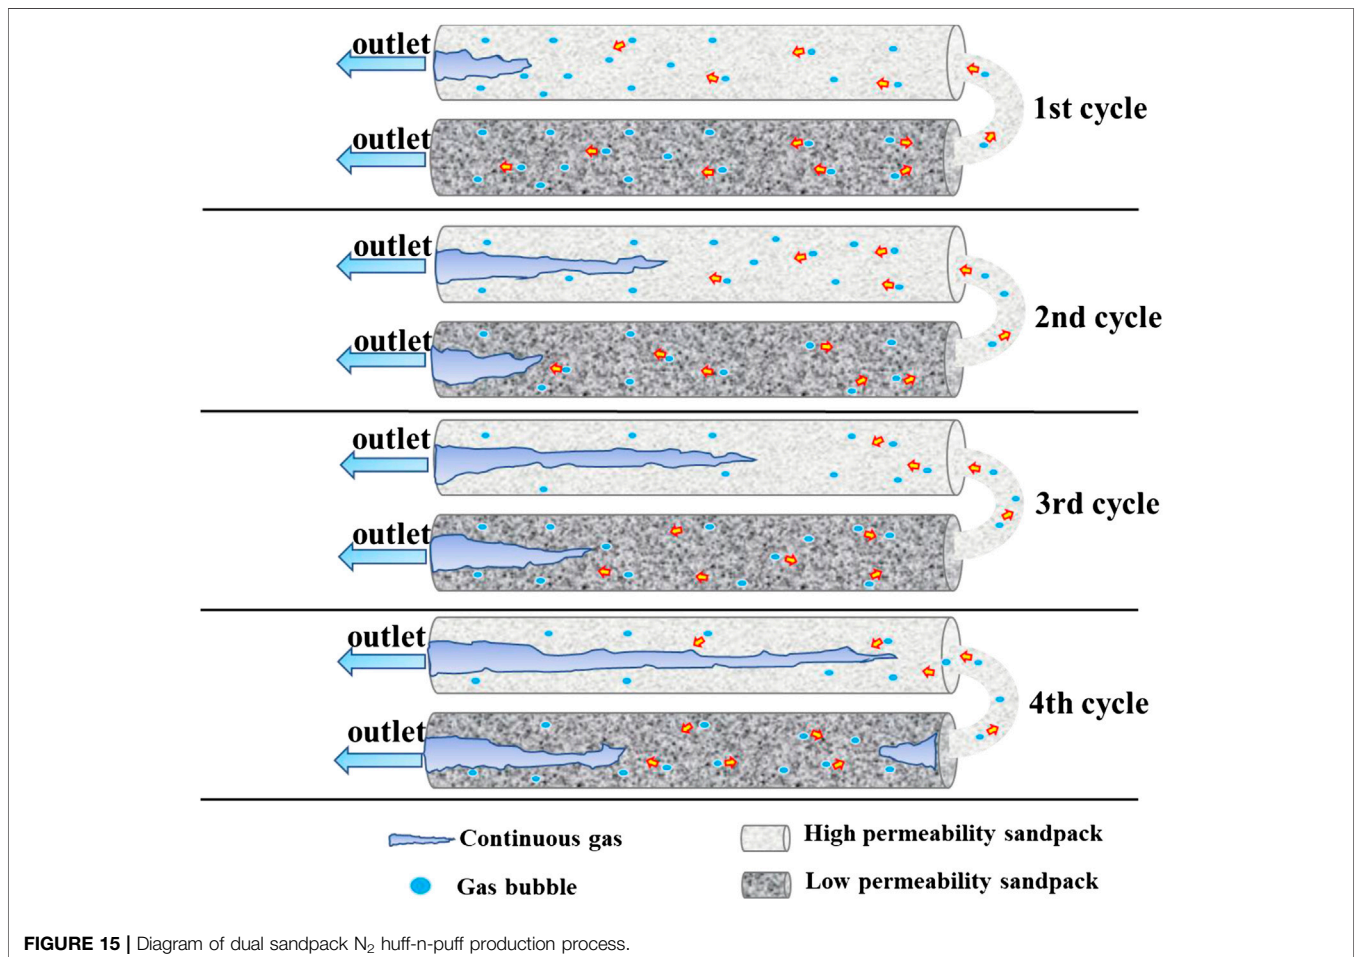 outlet
1st cycle
outlet
outlet
2nd cycle
outlet
outlet
3rd cycle
outlet
outlet
4th cycle
outlet
Continuous gas
High permeability sandpack
Gas bubble
Low permeability sandpack
FIGURE 15 | Diagram of dual sandpack N₂ huff-n-puff production process.